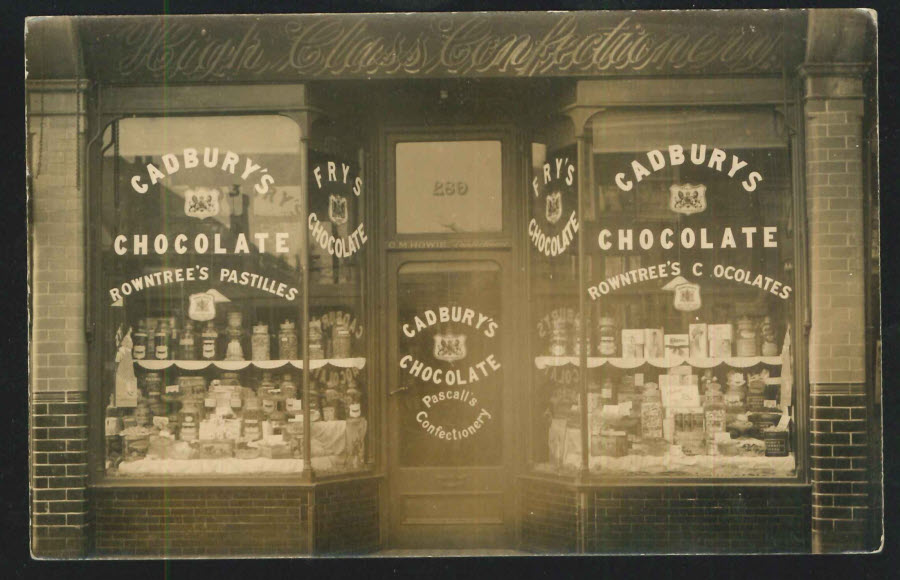 High Class Confectionery
CADBURY'S
CHOCOLATE
ROWNTREE'S PASTILLES
FRY'S
CHOCOLATE
289
CADBURY'S
CHOCOLATE
Pascall's
Confectionery
FRY'S
CHOCOLATE
CADBURYS
CHOCOLATE
ROWNTREE'S C OCOLATES